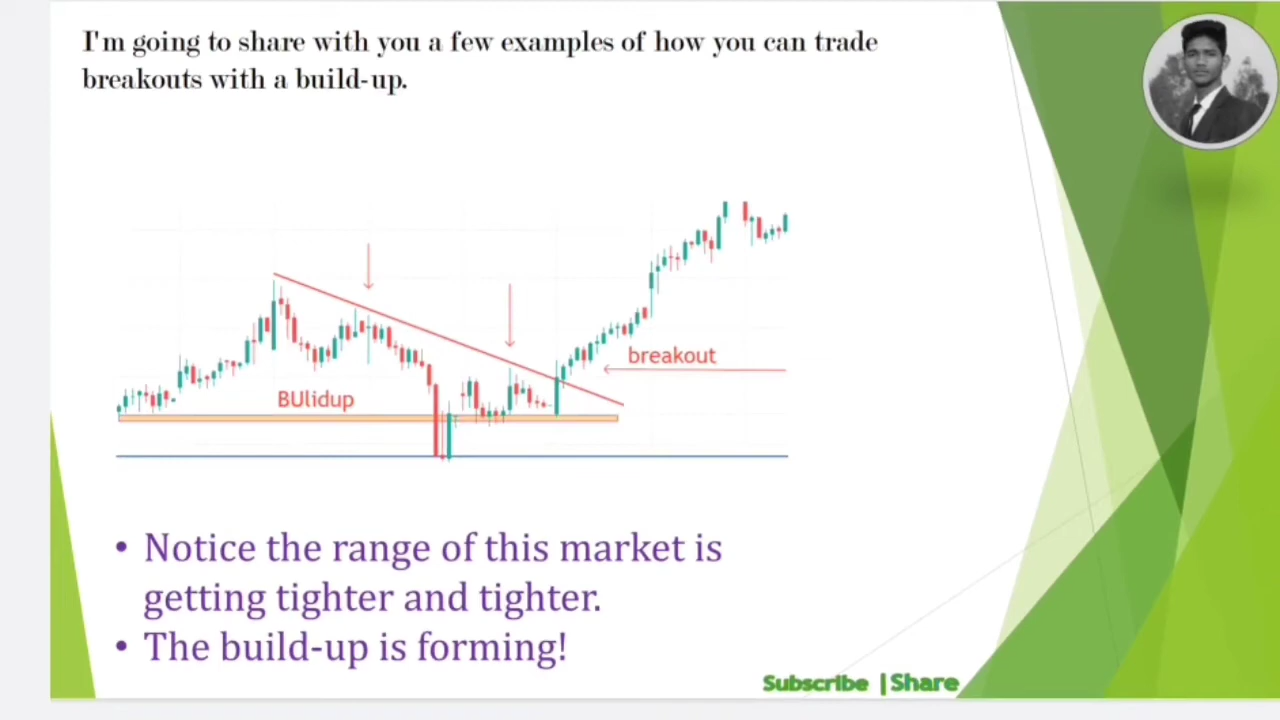 I'm going to share with you a few examples of how you can trade
breakouts with a build-up.
breakout
BUlidup
• Notice the range of this market is
getting tighter and tighter.
• The build-up is forming!
Subscribe | Share